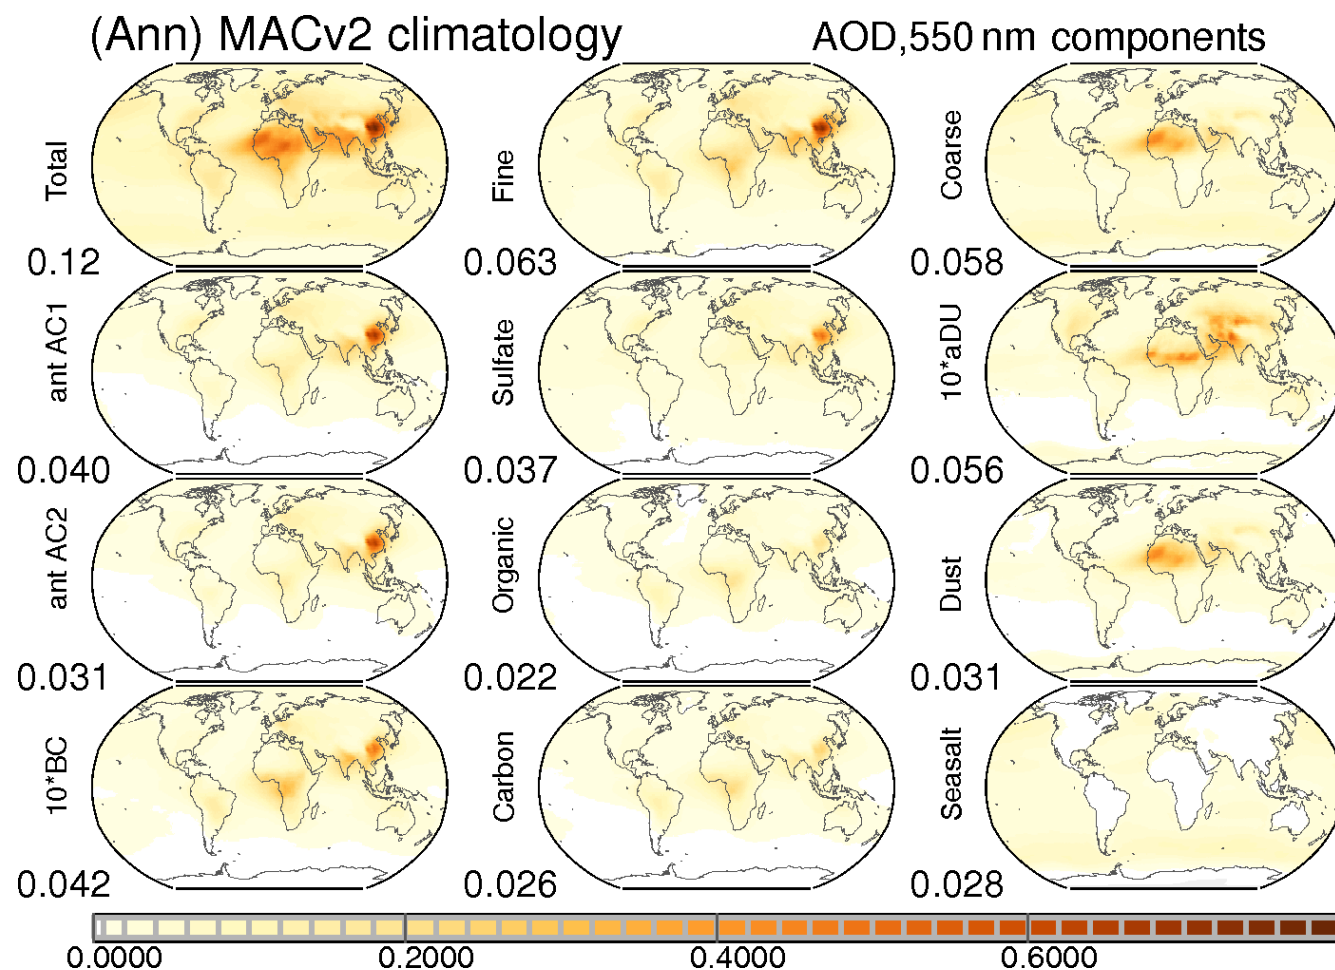 (Ann) MACv2 climatology
AOD,550 nm components
Total
0.12
Fine
0.063
Coarse
0.058
ant AC1
0.040
Sulfate
0.037
10*aDU
0.056
ant AC2
0.031
Organic
0.022
Dust
0.031
10*BC
0.042
Carbon
0.026
Seasalt
0.028
0.0000 0.2000 0.4000 0.6000